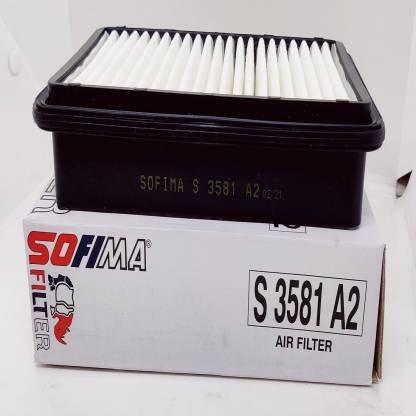 SOFIMA S 3581 A2 02/21
SOFIMA®
FILTER
S 3581 A2
AIR FILTER